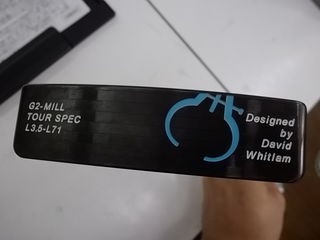 G2-MILL
TOUR SPEC
L3.5-L71
Designed
by
David
Whitlam